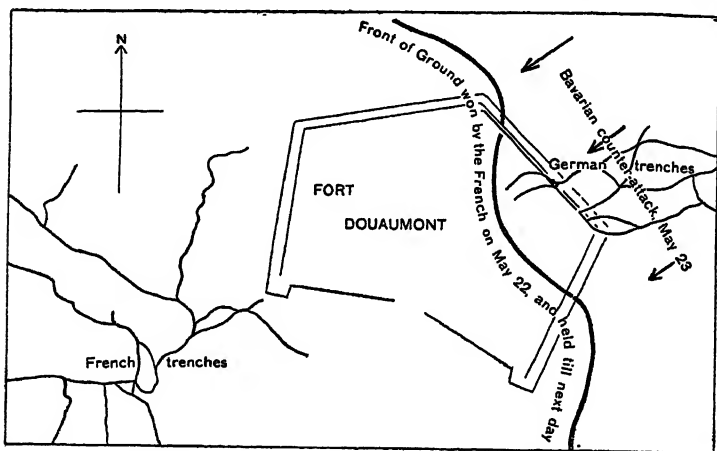 N
Front of Ground won by the French on May 22, and held till next day
Bavarian counter-attack, May 23
German trenches
FORT
DOUAUMONT
French trenches